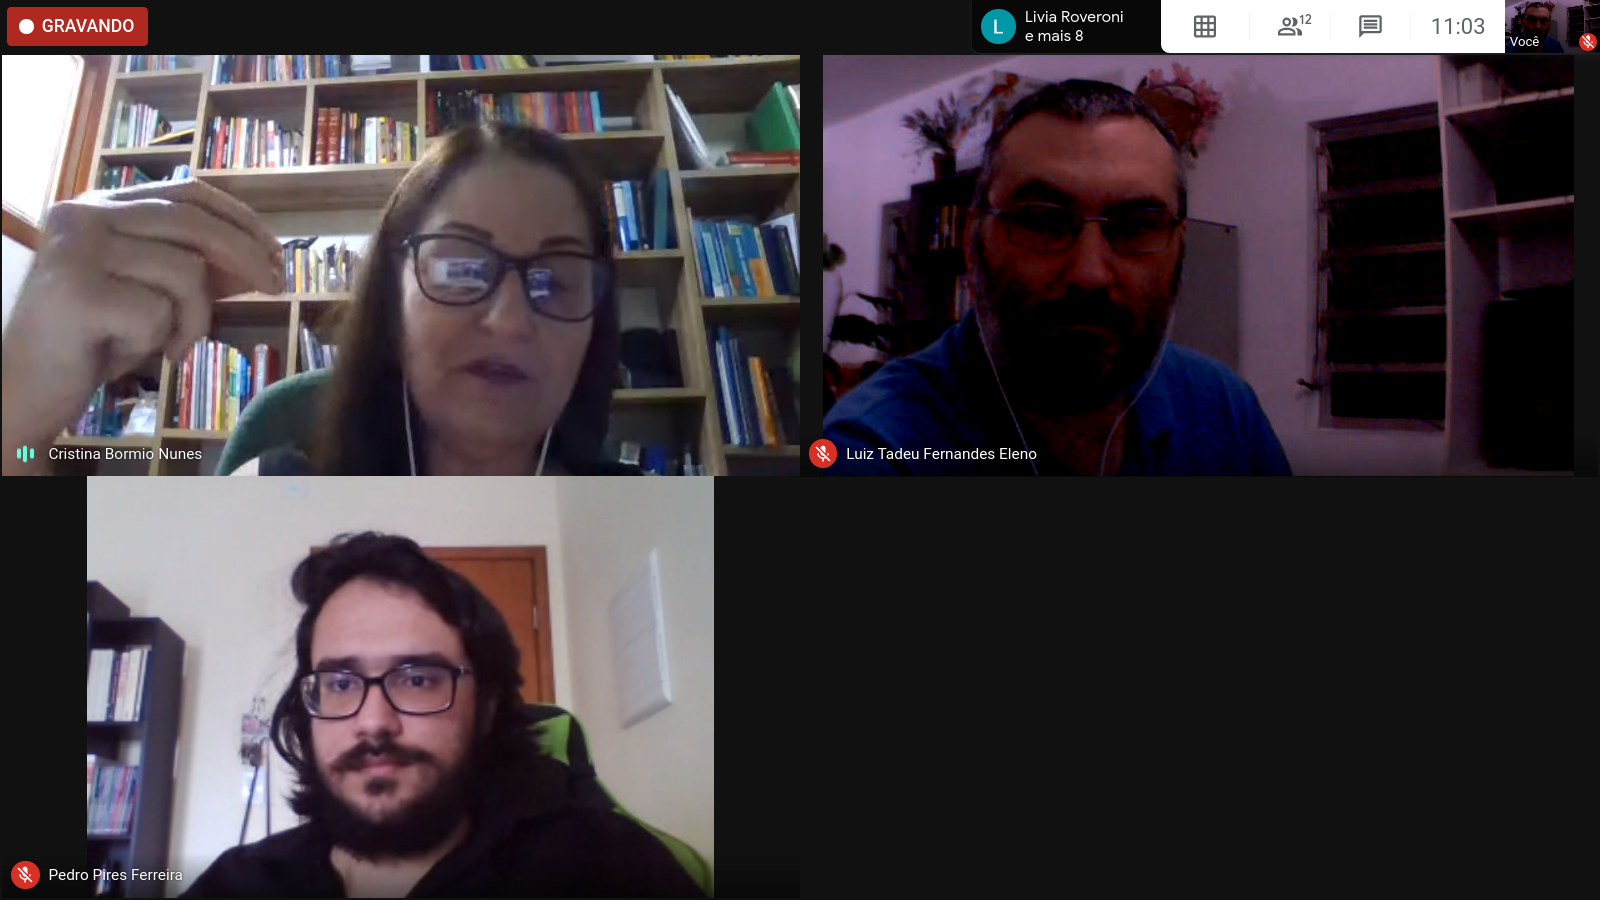 GRAVANDO
L
Livia Roveroni
e mais 8
12
11:03
Você
Cristina Bormio Nunes
Luiz Tadeu Fernandes Eleno
Pedro Pires Ferreira